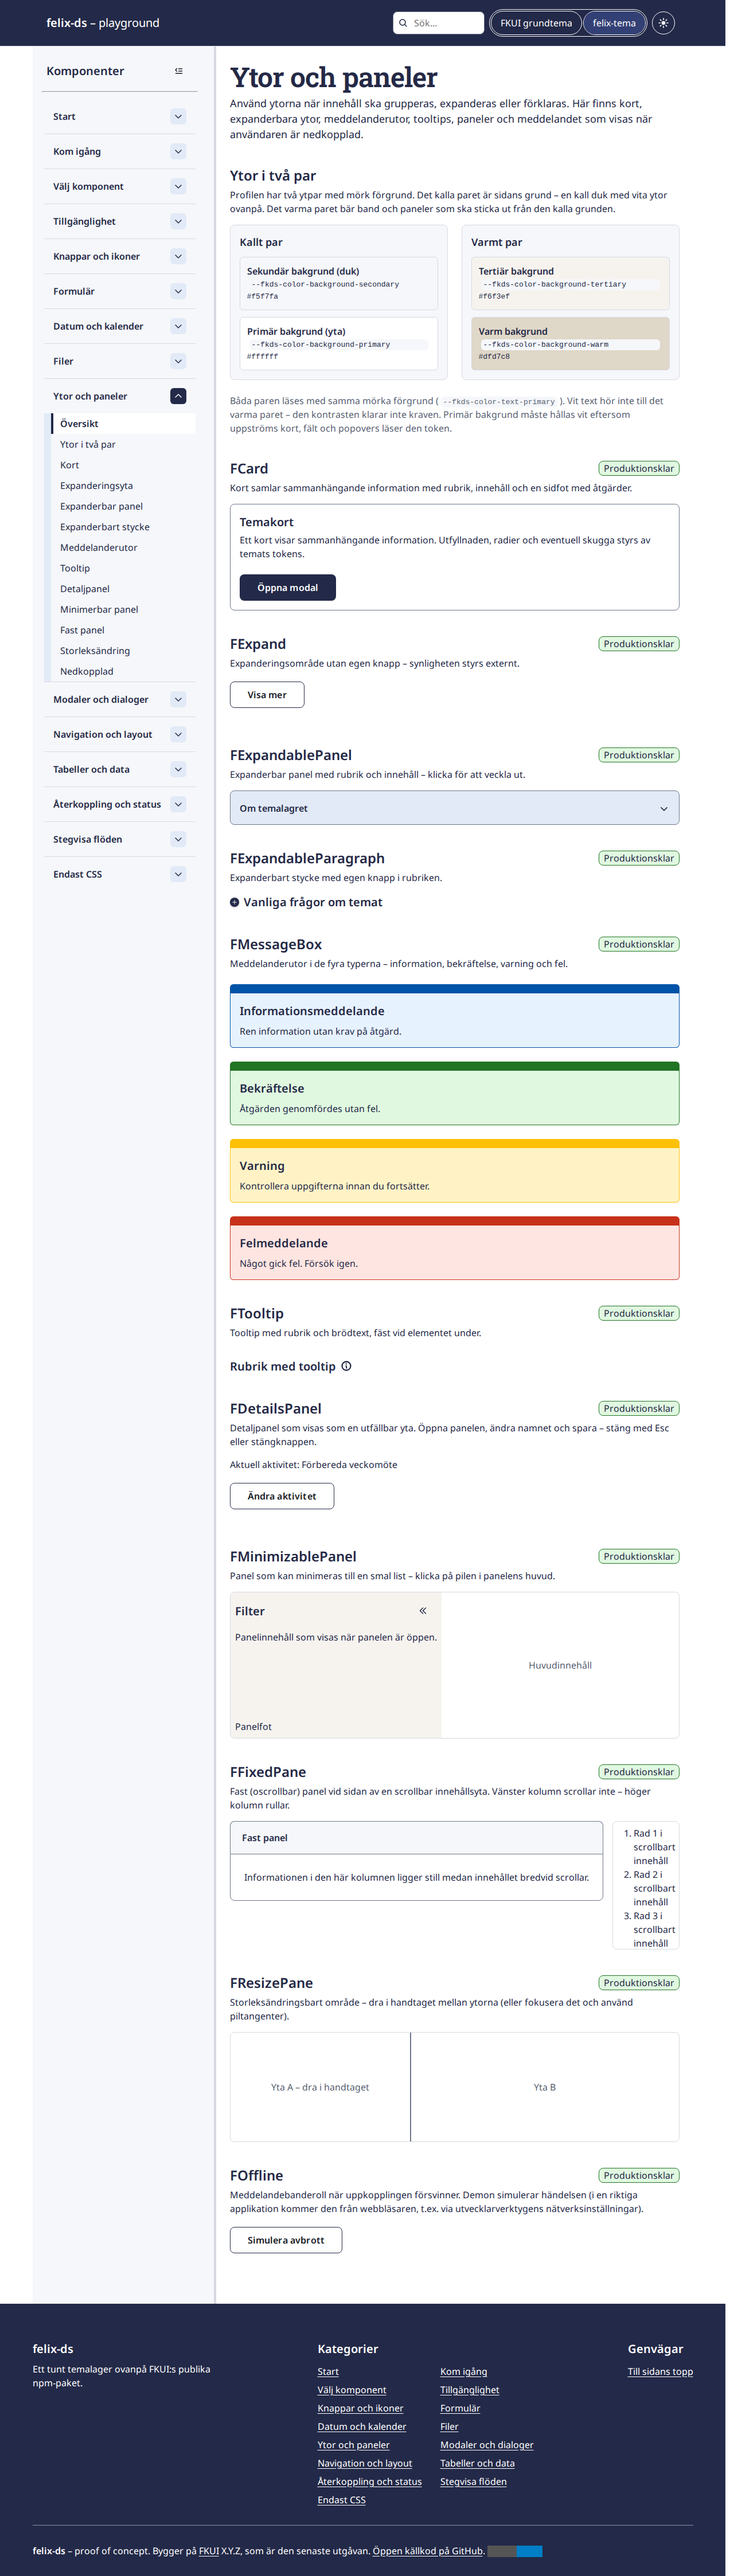 felix-ds – playground
Sök...
FKUI grundtema
felix-tema
Komponenter
Start
Kom igång
Välj komponent
Tillgänglighet
Knappar och ikoner
Formulär
Datum och kalender
Filer
Ytor och paneler
Översikt
Ytor i två par
Kort
Expanderingsyta
Expanderbar panel
Expanderbart stycke
Meddelanderutor
Tooltip
Detaljpanel
Minimerbar panel
Fast panel
Storleksändring
Nedkopplad
Modaler och dialoger
Navigation och layout
Tabeller och data
Återkoppling och status
Stegvisa flöden
Endast CSS
Ytor och paneler
Använd ytorna när innehåll ska grupperas, expanderas eller förklaras. Här finns kort,
expanderbara ytor, meddelanderutor, tooltips, paneler och meddelandet som visas när
användaren är nedkopplad.
Ytor i två par
Profilen har två ytpar med mörk förgrund. Det kalla paret är sidans grund – en kall duk med vita ytor
ovanpå. Det varma paret bär band och paneler som ska sticka ut från den kalla grunden.
Kallt par
Sekundär bakgrund (duk)
--fkds-color-background-secondary
#f5f7fa
Primär bakgrund (yta)
--fkds-color-background-primary
#ffffff
Varmt par
Tertiär bakgrund
--fkds-color-background-tertiary
#f6f3ef
Varm bakgrund
--fkds-color-background-warm
#dfd7c8
Båda paren läses med samma mörka förgrund ( --fkds-color-text-primary ). Vit text hör inte till det
varma paret – den kontrasten klarar inte kraven. Primär bakgrund måste hållas vit eftersom
uppströms kort, fält och popovers läser den token.
FCard
Produktionsklar
Kort samlar sammanhängande information med rubrik, innehåll och en sidfot med åtgärder.
Temakort
Ett kort visar sammanhängande information. Utfyllnaden, radier och eventuell skugga styrs av
temats tokens.
Öppna modal
FExpand
Produktionsklar
Expanderingsområde utan egen knapp – synligheten styrs externt.
Visa mer
FExpandablePanel
Produktionsklar
Expanderbar panel med rubrik och innehåll – klicka för att veckla ut.
Om temalagret
FExpandableParagraph
Produktionsklar
Expanderbart stycke med egen knapp i rubriken.
Vanliga frågor om temat
FMessageBox
Produktionsklar
Meddelanderutor i de fyra typerna – information, bekräftelse, varning och fel.
Informationsmeddelande
Ren information utan krav på åtgärd.
Bekräftelse
Åtgärden genomfördes utan fel.
Varning
Kontrollera uppgifterna innan du fortsätter.
Felmeddelande
Något gick fel. Försök igen.
FTooltip
Produktionsklar
Tooltip med rubrik och brödtext, fäst vid elementet under.
Rubrik med tooltip
FDetailsPanel
Produktionsklar
Detaljpanel som visas som en utfällbar yta. Öppna panelen, ändra namnet och spara – stäng med Esc
eller stängknappen.
Aktuell aktivitet: Förbereda veckomöte
Ändra aktivitet
FMinimizablePanel
Produktionsklar
Panel som kan minimeras till en smal list – klicka på pilen i panelens huvud.
Filter
Panelinnehåll som visas när panelen är öppen.
Panelfot
Huvudinnehåll
FFixedPane
Produktionsklar
Fast (oscrollbar) panel vid sidan av en scrollbar innehållsyta. Vänster kolumn scrollar inte – höger
kolumn rullar.
Fast panel
Informationen i den här kolumnen ligger still medan innehållet bredvid scrollar.
1. Rad 1 i
scrollbart
innehåll
2. Rad 2 i
scrollbart
innehåll
3. Rad 3 i
scrollbart
innehåll
FResizePane
Produktionsklar
Storleksändringsbart område – dra i handtaget mellan ytorna (eller fokusera det och använd
piltangenter).
Yta A – dra i handtaget
Yta B
FOffline
Produktionsklar
Meddelandebanderoll när uppkopplingen försvinner. Demon simulerar händelsen (i en riktiga
applikation kommer den från webbläsaren, t.ex. via utvecklarverktygens nätverksinställningar).
Simulera avbrott
felix-ds
Ett tunt temalager ovanpå FKUI:s publika
npm-paket.
Kategorier
Start
Kom igång
Välj komponent
Tillgänglighet
Knappar och ikoner
Formulär
Datum och kalender
Filer
Ytor och paneler
Modaler och dialoger
Navigation och layout
Tabeller och data
Återkoppling och status
Stegvisa flöden
Endast CSS
Genvägar
Till sidans topp
felix-ds – proof of concept. Bygger på FKUI X.Y.Z, som är den senaste utgåvan. Öppen källkod på GitHub.